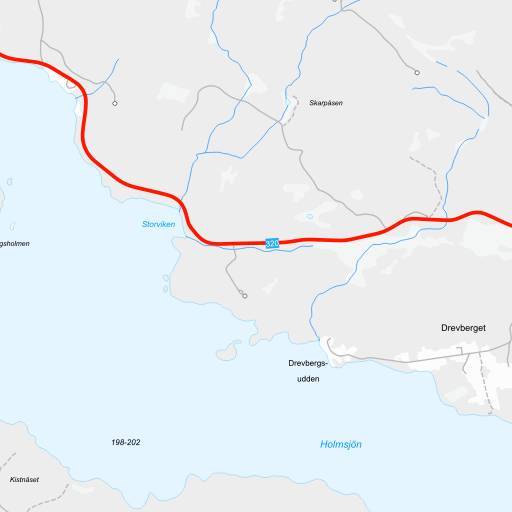 Skarpåsen
Storviken
320
gsholmen
Drevberget
Drevbergs-
udden
198-202
Holmsjön
Kistnäset